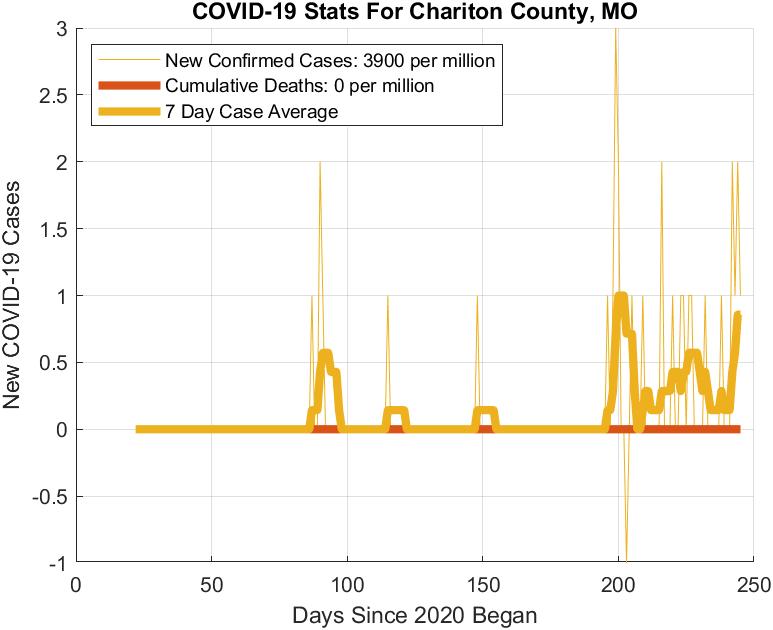 COVID-19 Stats For Chariton County, MO
New Confirmed Cases: 3900 per million
Cumulative Deaths: 0 per million
7 Day Case Average
New COVID-19 Cases
3
2.5
2
1.5
1
0.5
0
-0.5
-1
0 50 100 150 200 250
Days Since 2020 Began